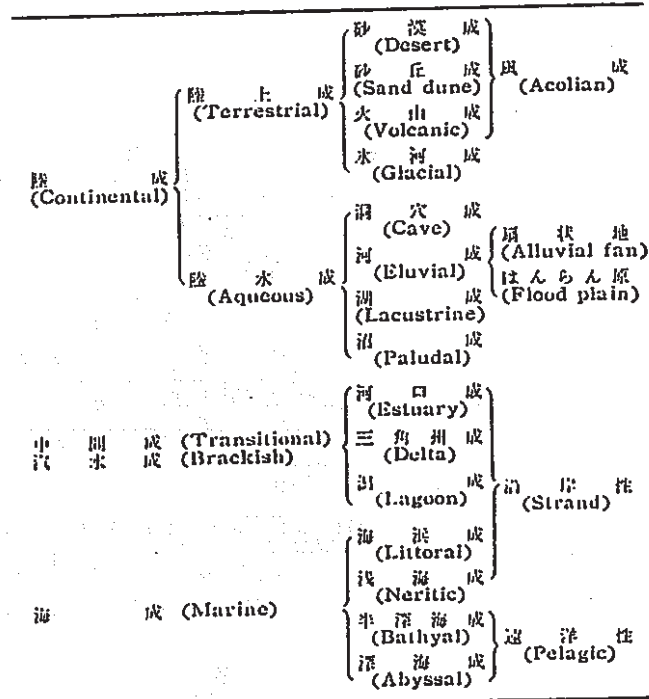 砂漠成
(Desert)
砂丘成
(Sand dune)
火山成
(Volcanic)
氷河成
(Glacial)
風成
(Acolian)
陸上成
(Terrestrial)
陸成
(Continental)
陸水成
(Aqueous)
洞穴成
(Cave)
河成
(Eluvial)
湖成
(Lacustrine)
沼成
(Paludal)
扇状地
(Alluvial fan)
はんらん原
(Flood plain)
中間成 (Transitional)
汽水成 (Brackish)
河口成
(Estuary)
三角州成
(Delta)
成
(Lagoon)
沿岸性
(Strand)
海成 (Marine)
海浜成
(Littoral)
浅海成
(Neritic)
半深海成
(Bathyal)
深海成
(Abyssal)
遠洋性
(Pelagic)